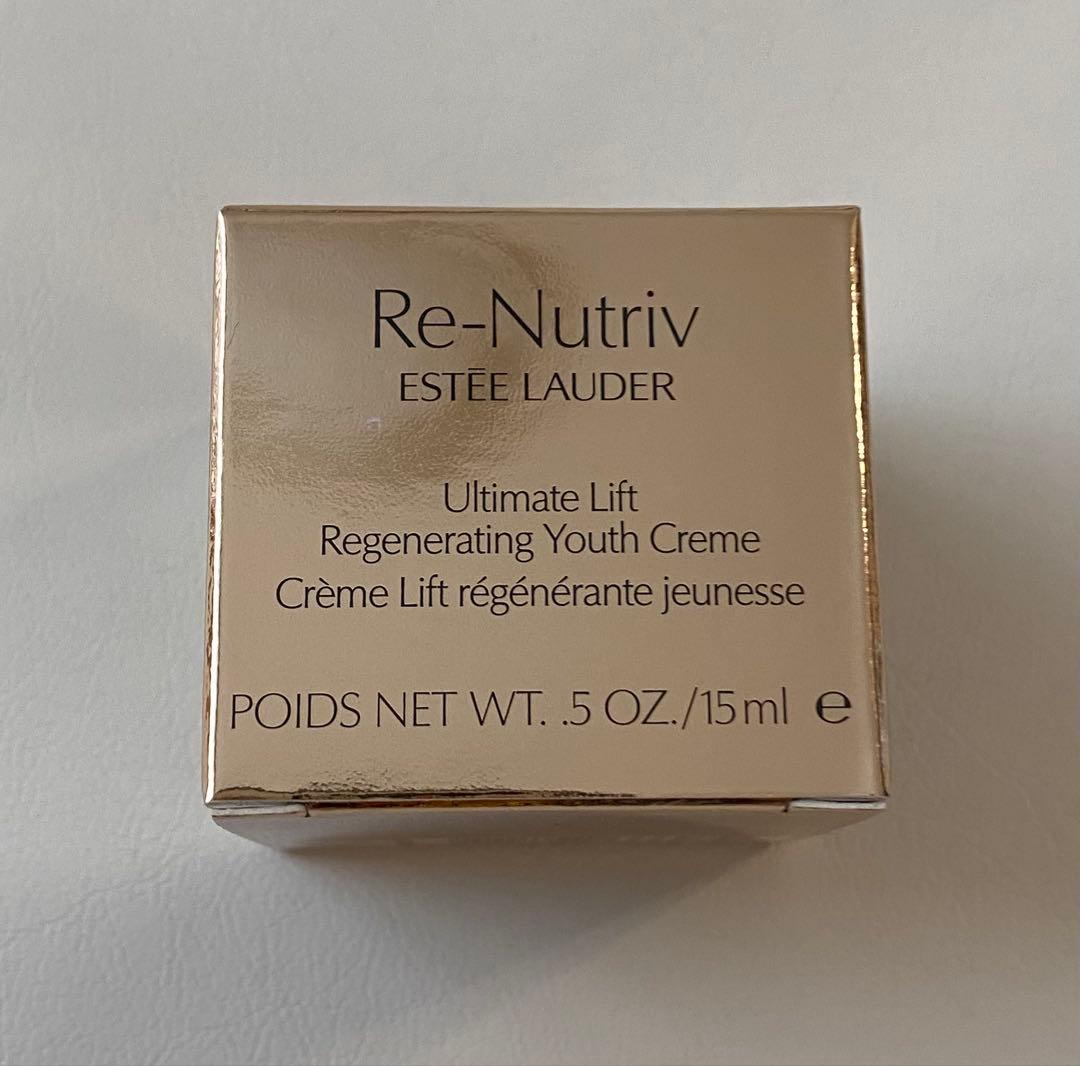 Re-Nutriv
ESTĒE LAUDER
Ultimate Lift
Regenerating Youth Creme
Crème Lift régénérante jeunesse
POIDS NET WT. .5 OZ./15ml ℮